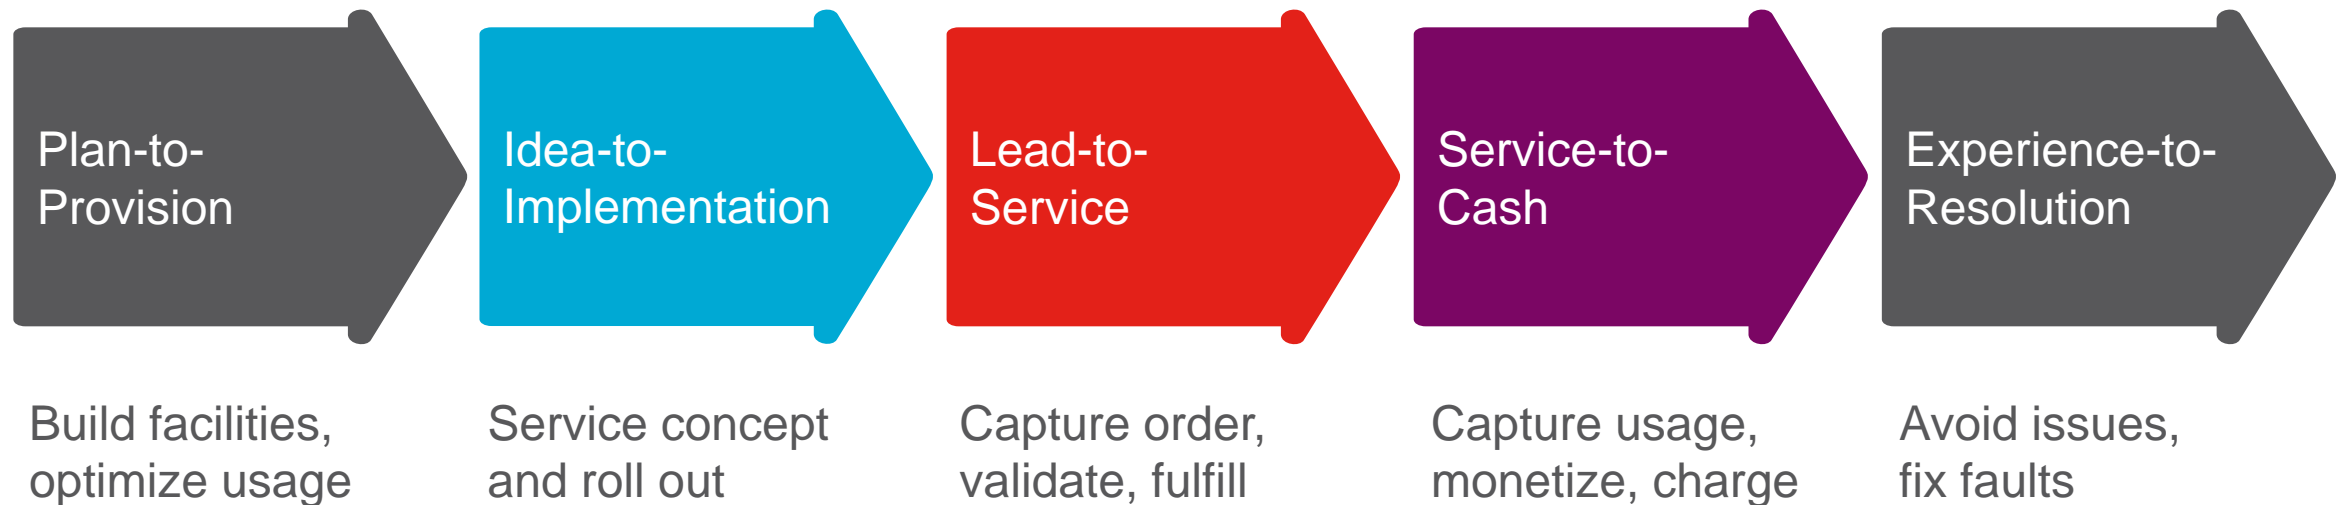 Plan-to-
Provision
Idea-to-
Implementation
Lead-to-
Service
Service-to-
Cash
Experience-to-
Resolution
Build facilities,
optimize usage
Service concept
and roll out
Capture order,
validate, fulfill
Capture usage,
monetize, charge
Avoid issues,
fix faults